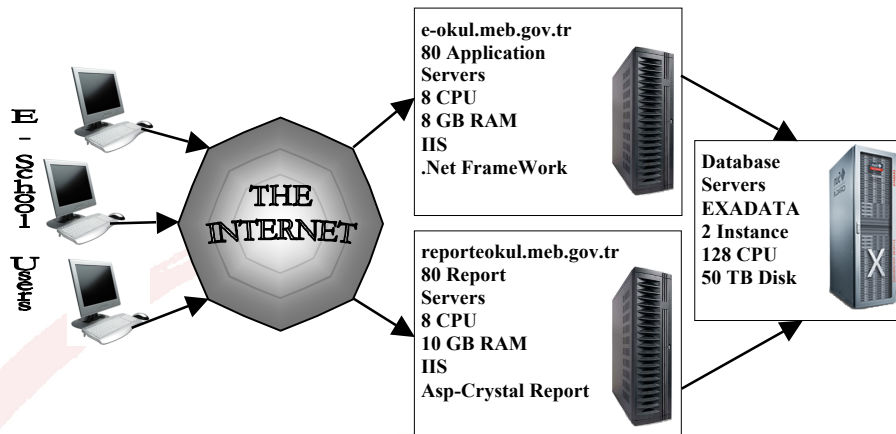 E - School Users
THE
INTERNET
e-okul.meb.gov.tr
80 Application
Servers
8 CPU
8 GB RAM
IIS
.Net FrameWork
reporteokul.meb.gov.tr
80 Report
Servers
8 CPU
10 GB RAM
IIS
Asp-Crystal Report
Database
Servers
EXADATA
2 Instance
128 CPU
50 TB Disk
X